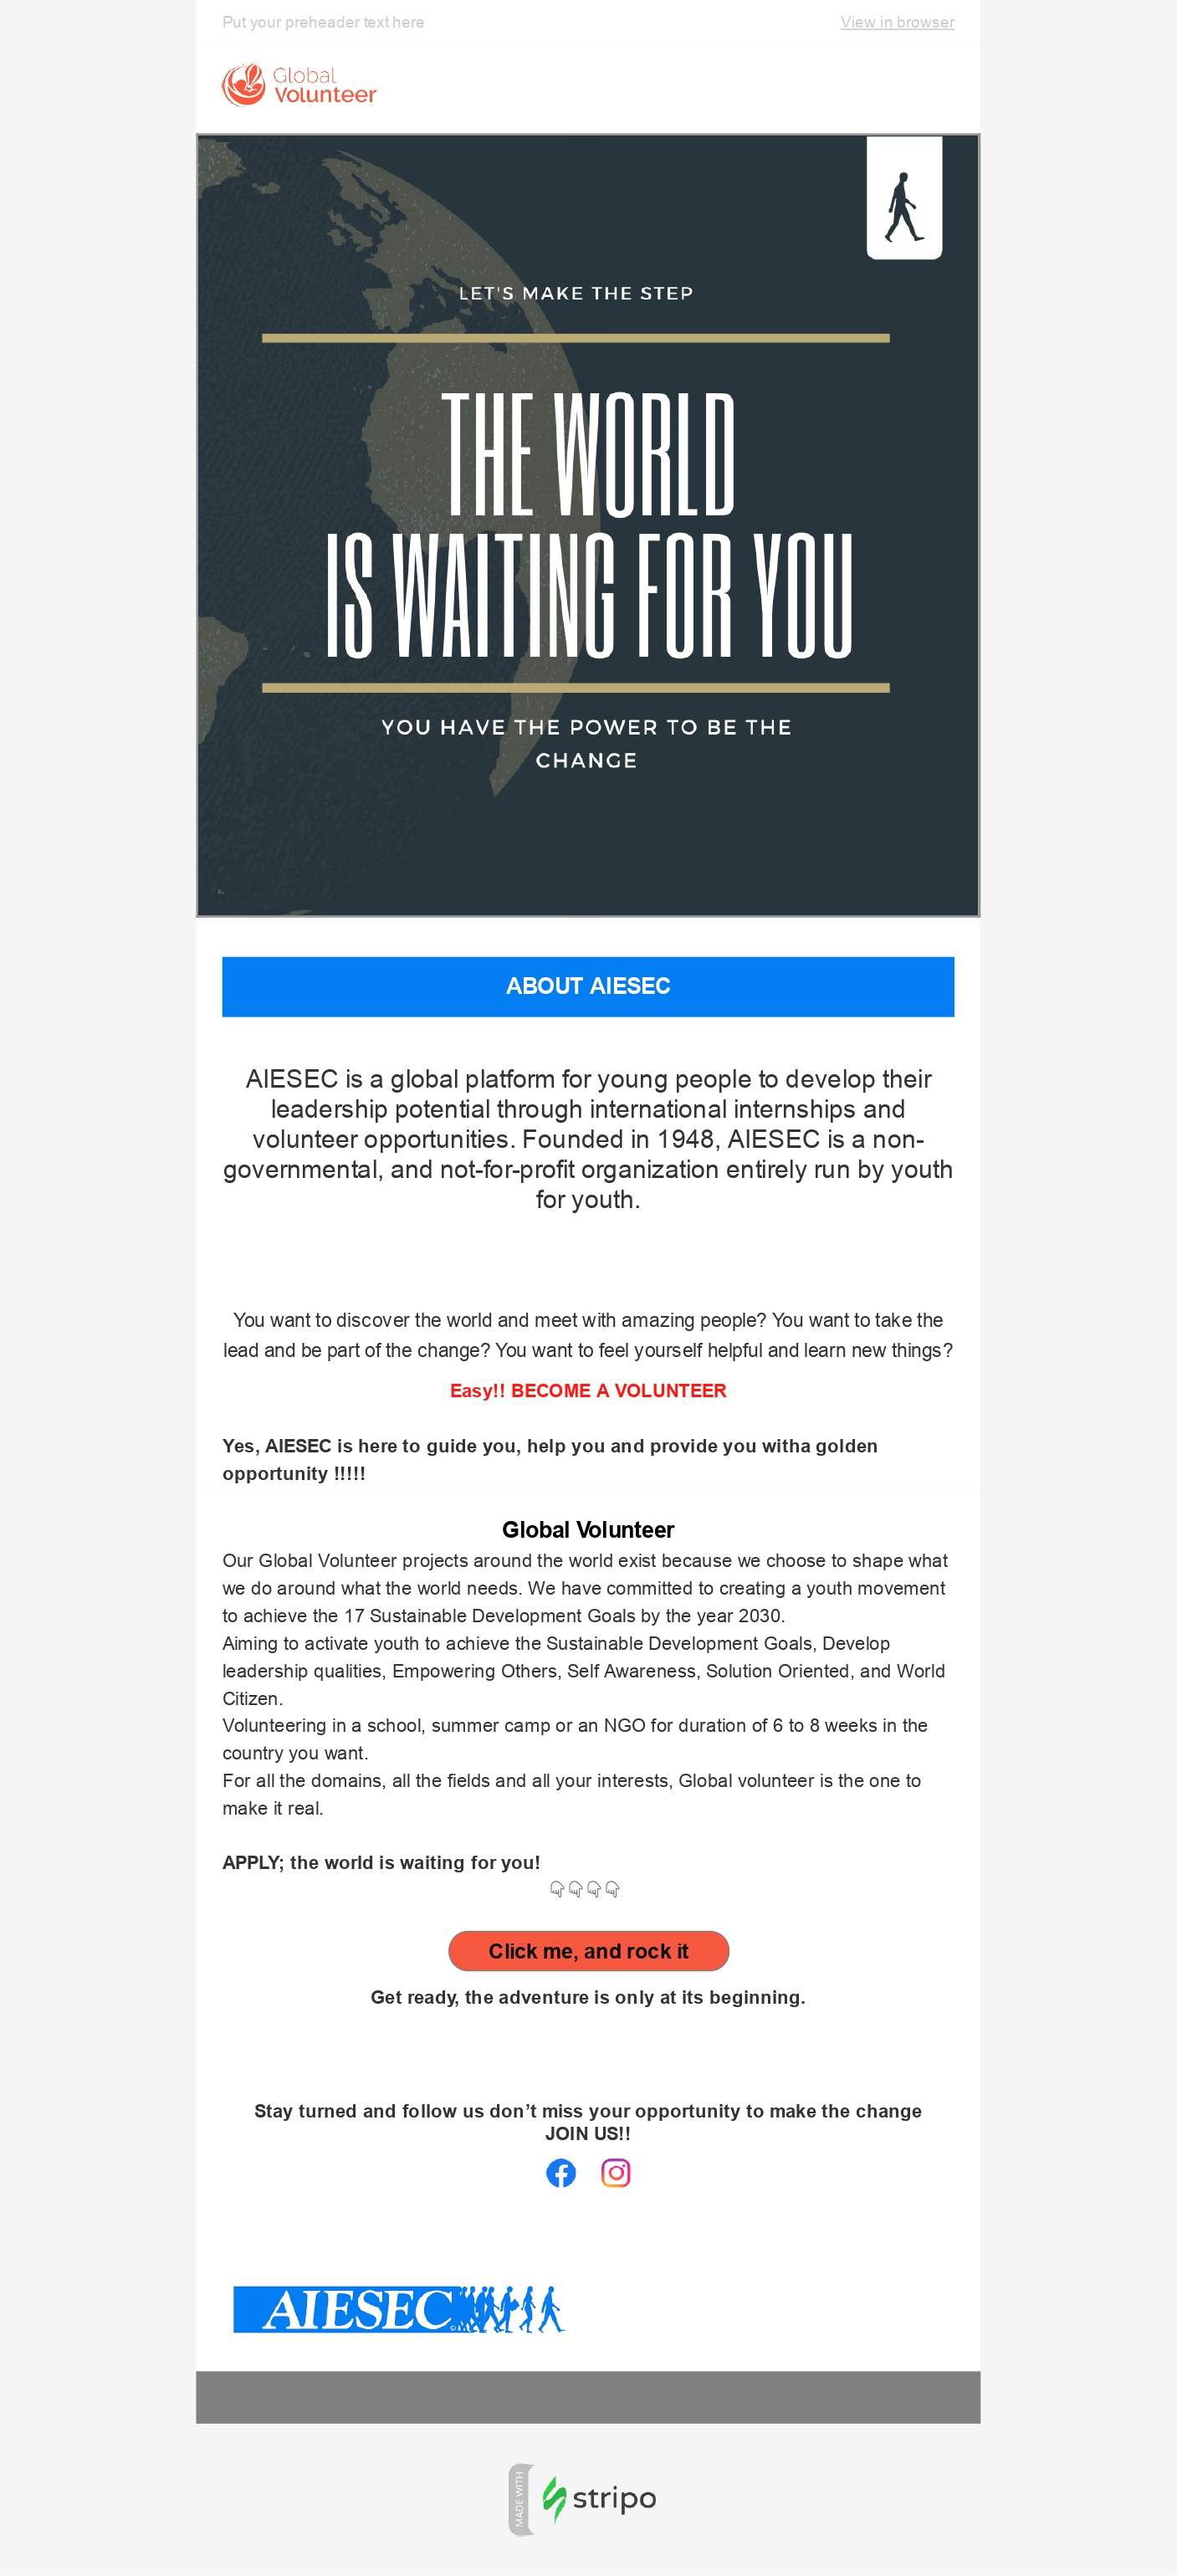 Put your preheader text here
View in browser
Global
Volunteer
LET'S MAKE THE STEP
THE WORLD
IS WAITING FOR YOU
YOU HAVE THE POWER TO BE THE
CHANGE
ABOUT AIESEC
AIESEC is a global platform for young people to develop their
leadership potential through international internships and
volunteer opportunities. Founded in 1948, AIESEC is a non-
governmental, and not-for-profit organization entirely run by youth
for youth.
You want to discover the world and meet with amazing people? You want to take the
lead and be part of the change? You want to feel yourself helpful and learn new things?
Easy!! BECOME A VOLUNTEER
Yes, AIESEC is here to guide you, help you and provide you witha golden
opportunity !!!!!
Global Volunteer
Our Global Volunteer projects around the world exist because we choose to shape what
we do around what the world needs. We have committed to creating a youth movement
to achieve the 17 Sustainable Development Goals by the year 2030.
Aiming to activate youth to achieve the Sustainable Development Goals, Develop
leadership qualities, Empowering Others, Self Awareness, Solution Oriented, and World
Citizen.
Volunteering in a school, summer camp or an NGO for duration of 6 to 8 weeks in the
country you want.
For all the domains, all the fields and all your interests, Global volunteer is the one to
make it real.
APPLY; the world is waiting for you!
👇👇👇👇
Click me, and rock it
Get ready, the adventure is only at its beginning.
Stay turned and follow us don’t miss your opportunity to make the change
JOIN US!!
AIESEC
MADE WITH
stripo